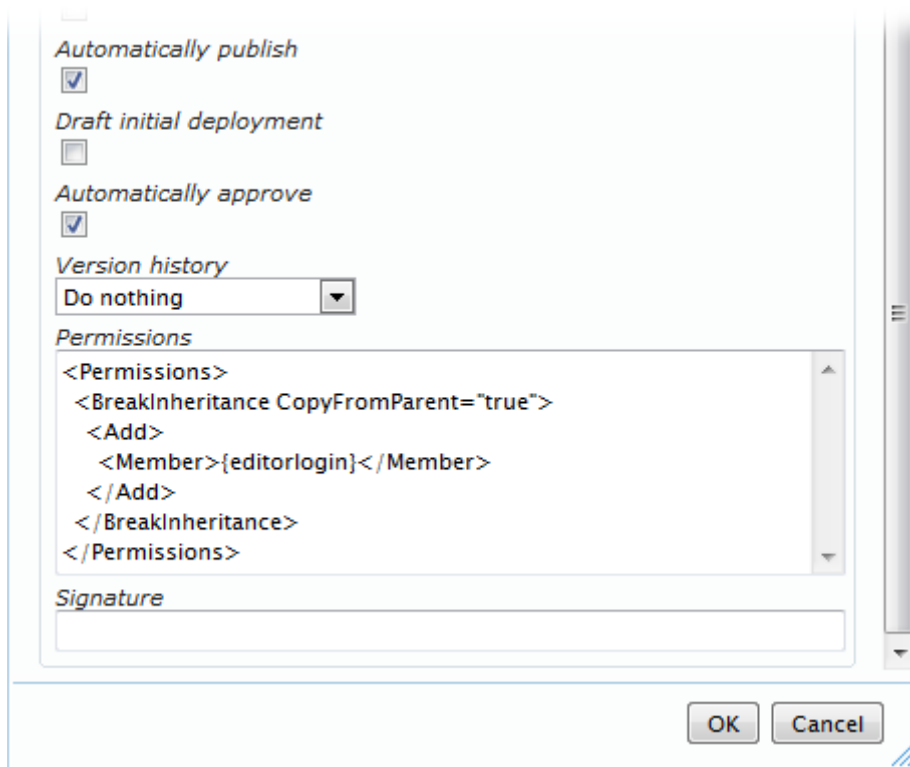 Automatically publish
Draft initial deployment
Automatically approve
Version history
Do nothing
Permissions
<Permissions>
<BreakInheritance CopyFromParent="true">
<Add>
<Member>{editorlogin}</Member>
</Add>
</BreakInheritance>
</Permissions>
Signature
OK Cancel